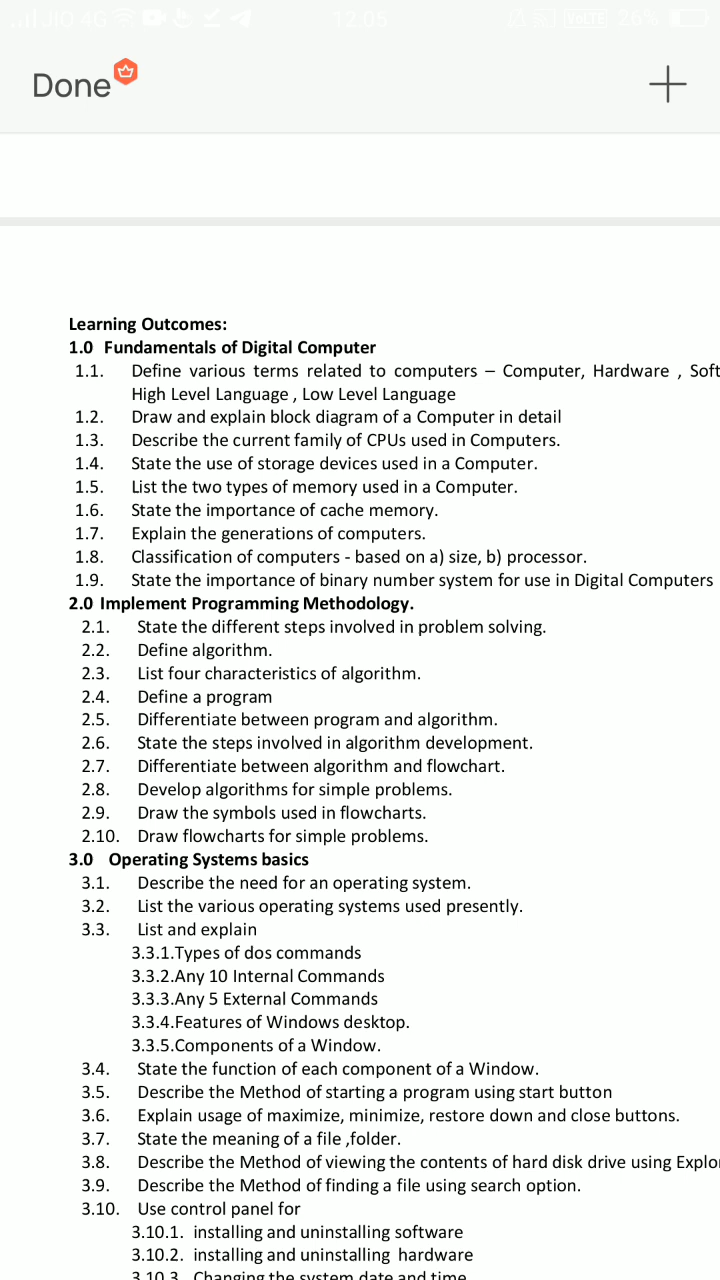 JIO 4G 12.06 VoLTE 26%
Done
Learning Outcomes:
1.0 Fundamentals of Digital Computer
1.1. Define various terms related to computers – Computer, Hardware , Soft
High Level Language , Low Level Language
1.2. Draw and explain block diagram of a Computer in detail
1.3. Describe the current family of CPUs used in Computers.
1.4. State the use of storage devices used in a Computer.
1.5. List the two types of memory used in a Computer.
1.6. State the importance of cache memory.
1.7. Explain the generations of computers.
1.8. Classification of computers - based on a) size, b) processor.
1.9. State the importance of binary number system for use in Digital Computers
2.0 Implement Programming Methodology.
2.1. State the different steps involved in problem solving.
2.2. Define algorithm.
2.3. List four characteristics of algorithm.
2.4. Define a program
2.5. Differentiate between program and algorithm.
2.6. State the steps involved in algorithm development.
2.7. Differentiate between algorithm and flowchart.
2.8. Develop algorithms for simple problems.
2.9. Draw the symbols used in flowcharts.
2.10. Draw flowcharts for simple problems.
3.0 Operating Systems basics
3.1. Describe the need for an operating system.
3.2. List the various operating systems used presently.
3.3. List and explain
3.3.1.Types of dos commands
3.3.2.Any 10 Internal Commands
3.3.3.Any 5 External Commands
3.3.4.Features of Windows desktop.
3.3.5.Components of a Window.
3.4. State the function of each component of a Window.
3.5. Describe the Method of starting a program using start button
3.6. Explain usage of maximize, minimize, restore down and close buttons.
3.7. State the meaning of a file ,folder.
3.8. Describe the Method of viewing the contents of hard disk drive using Explo
3.9. Describe the Method of finding a file using search option.
3.10. Use control panel for
3.10.1. installing and uninstalling software
3.10.2. installing and uninstalling hardware
3.10.3. Changing the system date and time